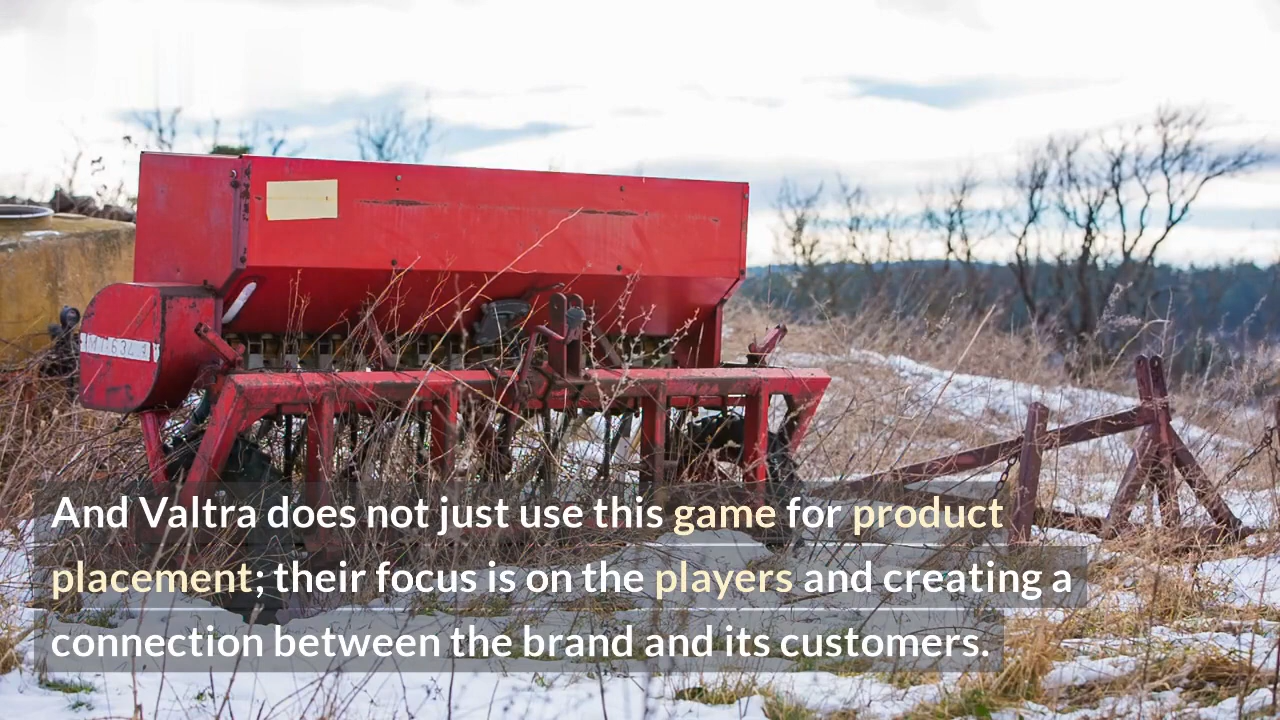 And Valtra does not just use this game for product
placement; their focus is on the players and creating a
connection between the brand and its customers.